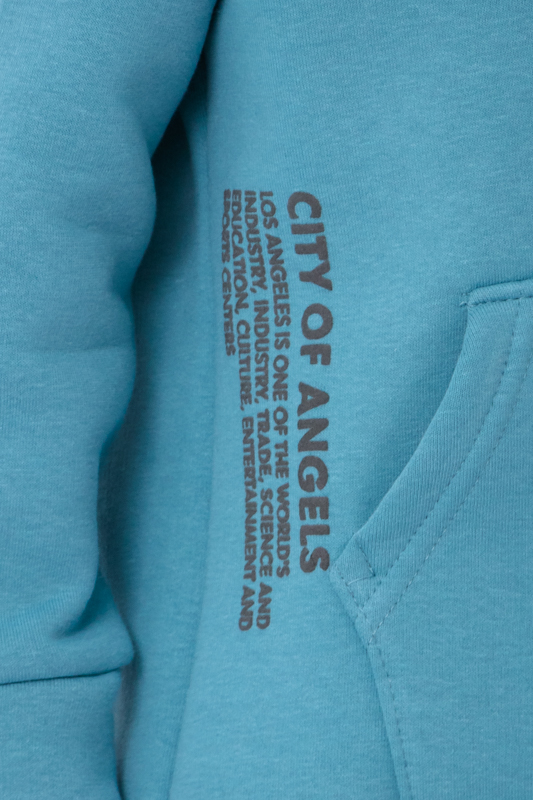 CITY OF ANGELS
LOS ANGELES IS ONE OF THE WORLD'S
INDUSTRY, INDUSTRY, TRADE, SCIENCE AND
EDUCATION, CULTURE, ENTERTAINMENT AND
SPORTS CENTERS